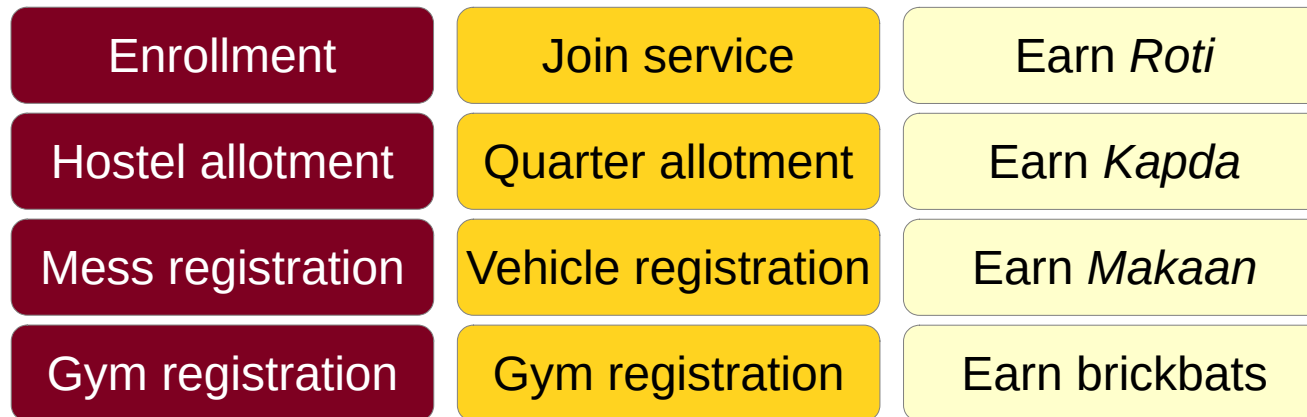 Enrollment
Join service
Earn Roti
Hostel allotment
Quarter allotment
Earn Kapda
Mess registration
Vehicle registration
Earn Makaan
Gym registration
Gym registration
Earn brickbats